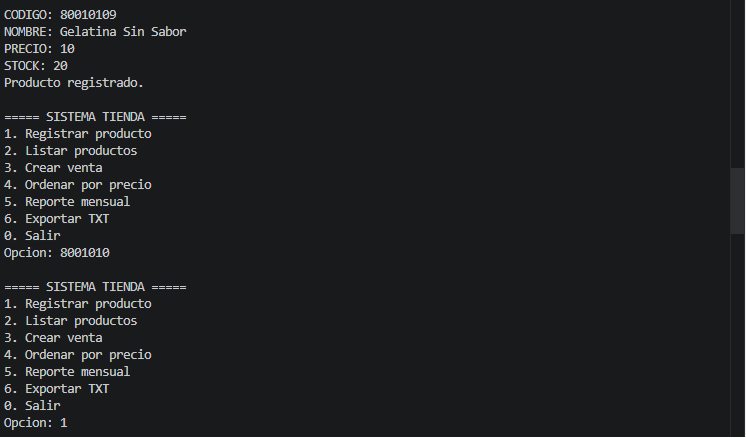 CODIGO: 80010109
NOMBRE: Gelatina Sin Sabor
PRECIO: 10
STOCK: 20
Producto registrado.
===== SISTEMA TIENDA =====
1. Registrar producto
2. Listar productos
3. Crear venta
4. Ordenar por precio
5. Reporte mensual
6. Exportar TXT
0. Salir
Opcion: 8001010
===== SISTEMA TIENDA =====
1. Registrar producto
2. Listar productos
3. Crear venta
4. Ordenar por precio
5. Reporte mensual
6. Exportar TXT
0. Salir
Opcion: 1